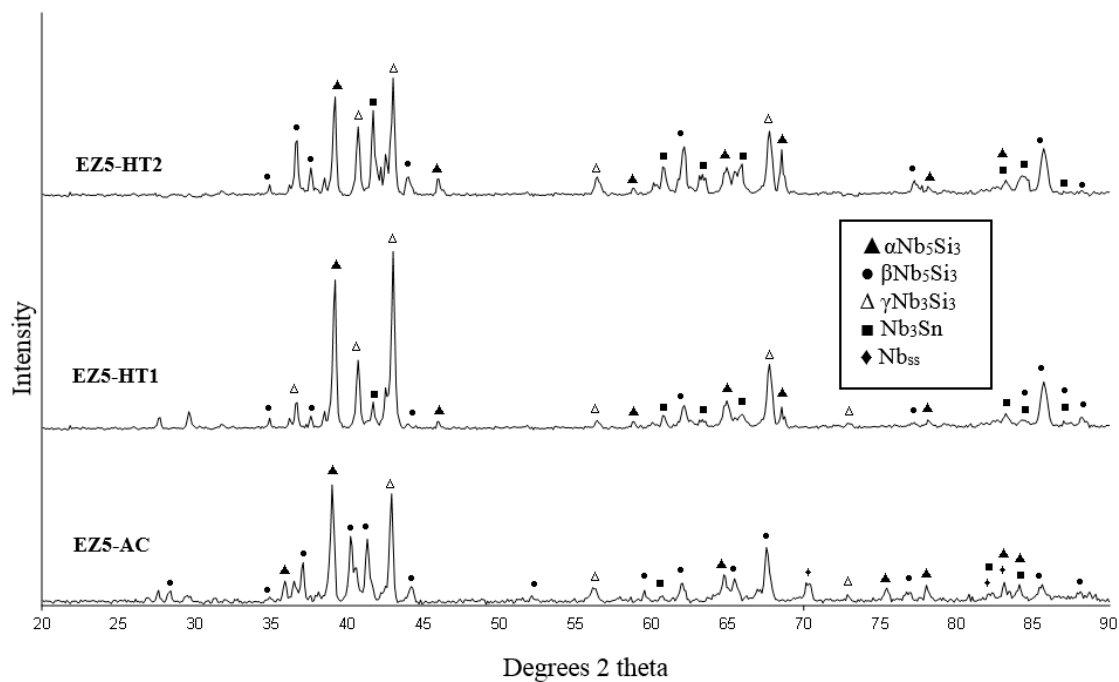 EZ5-HT2
EZ5-HT1
EZ5-AC
Intensity
▲ αNb₅Si₃
● βNb₅Si₃
△ γNb₃Si₃
■ Nb₃Sn
♦ Nbss
20 25 30 35 40 45 50 55 60 65 70 75 80 85 90
Degrees 2 theta